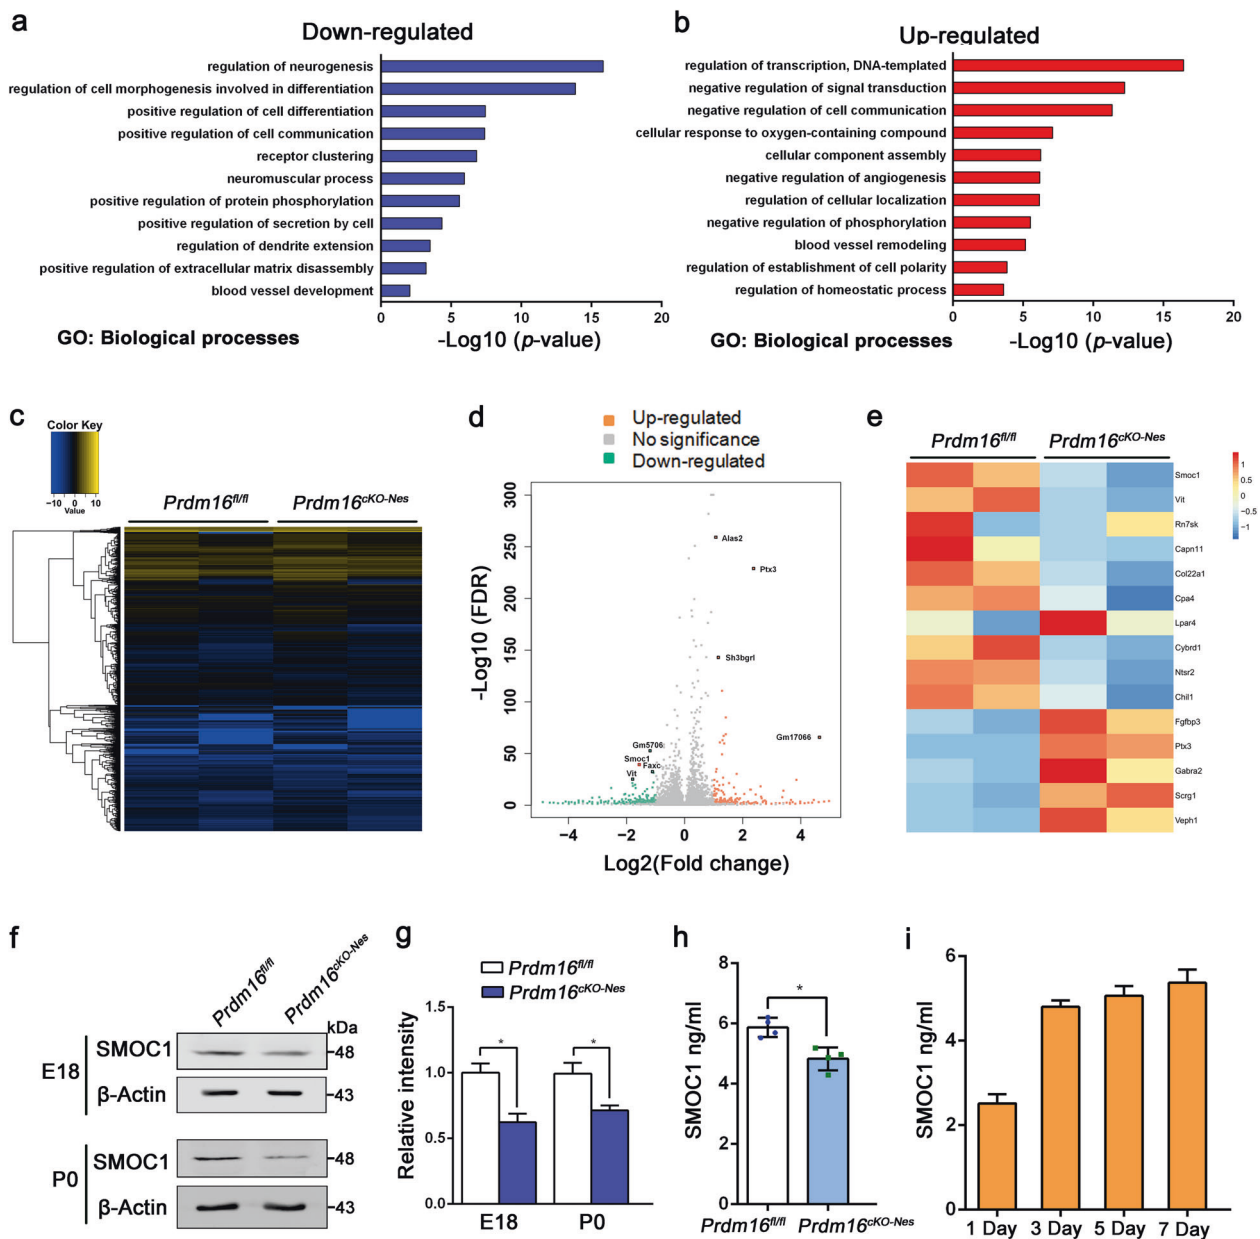 a
Down-regulated
regulation of neurogenesis
regulation of cell morphogenesis involved in differentiation
positive regulation of cell differentiation
positive regulation of cell communication
receptor clustering
neuromuscular process
positive regulation of protein phosphorylation
positive regulation of secretion by cell
regulation of dendrite extension
positive regulation of extracellular matrix disassembly
blood vessel development
0 5 10 15 20
GO: Biological processes
-Log10 (p-value)
b
Up-regulated
regulation of transcription, DNA-templated
negative regulation of signal transduction
negative regulation of cell communication
cellular response to oxygen-containing compound
cellular component assembly
negative regulation of angiogenesis
regulation of cellular localization
negative regulation of phosphorylation
blood vessel remodeling
regulation of establishment of cell polarity
regulation of homeostatic process
0 5 10 15 20
GO: Biological processes
-Log10 (p-value)
c
Color Key
−10 0 10
Value
Prdm16fl/fl Prdm16cKO-Nes
d
Up-regulated
No significance
Down-regulated
300
250
200
150
100
50
0
-Log10 (FDR)
Alas2
Ptx3
Sh3bgrl
Gm17066
Gm5706
Smoc1
Faxc
Vit
−4 −2 0 2 4
Log2(Fold change)
e
Prdm16fl/fl Prdm16cKO-Nes
Smoc1
Vit
Rn7sk
Capn11
Col22a1
Cpa4
Lpar4
Cybrd1
Ntsr2
Chil1
Fgfbp3
Ptx3
Gabra2
Scrg1
Veph1
1
0.5
0
−0.5
−1
f
Prdm16fl/fl Prdm16cKO-Nes
kDa
E18
SMOC1 -48
β-Actin -43
P0
SMOC1 -48
β-Actin -43
g
Prdm16fl/fl
Prdm16cKO-Nes
Relative intensity
1.5
1.0
0.5
0.0
* *
E18 P0
h
SMOC1 ng/ml
8
6
4
2
0
*
Prdm16fl/fl Prdm16cKO-Nes
i
SMOC1 ng/ml
6
4
2
0
1 Day 3 Day 5 Day 7 Day